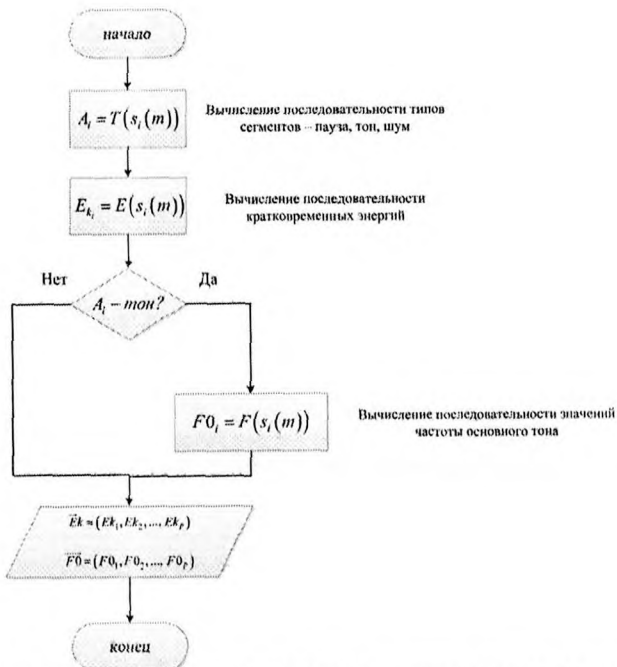 начало
A_i = T(s_i(m))
Вычисление последовательности типов
сегментов – пауза, тон, шум
E_{k_i} = E(s_i(m))
Вычисление последовательности
кратковременных энергий
Нет
Да
A_i – тон?
F0_i = F(s_i(m))
Вычисление последовательности значений
частоты основного тона
Ek = (Ek_1, Ek_2, ..., Ek_P)
F0 = (F0_1, F0_2, ..., F0_P)
конец